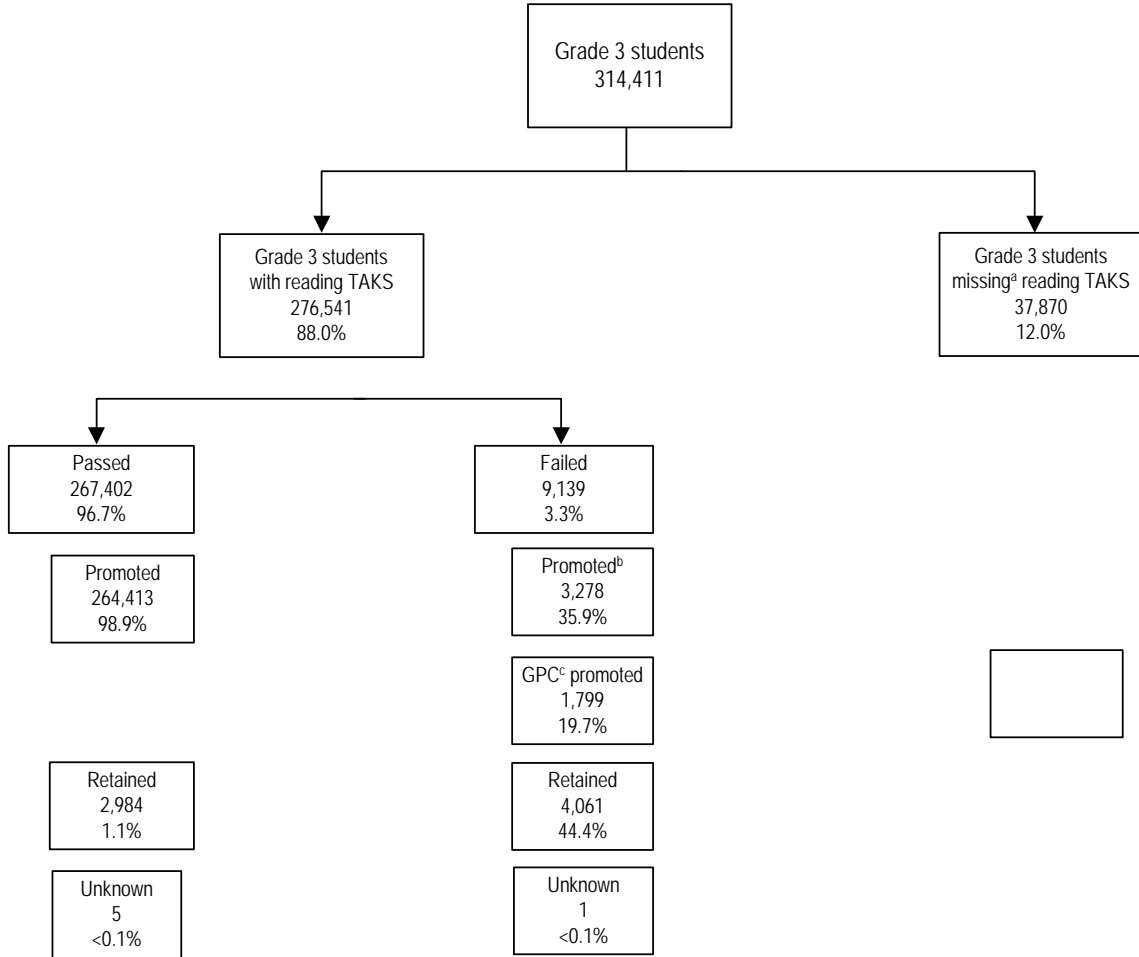 Grade 3 students
314,411
Grade 3 students
with reading TAKS
276,541
88.0%
Grade 3 students
missingᵃ reading TAKS
37,870
12.0%
Passed
267,402
96.7%
Failed
9,139
3.3%
Promoted
264,413
98.9%
Promotedᵇ
3,278
35.9%
GPCᶜ promoted
1,799
19.7%
Retained
2,984
1.1%
Retained
4,061
44.4%
Unknown
5
<0.1%
Unknown
1
<0.1%